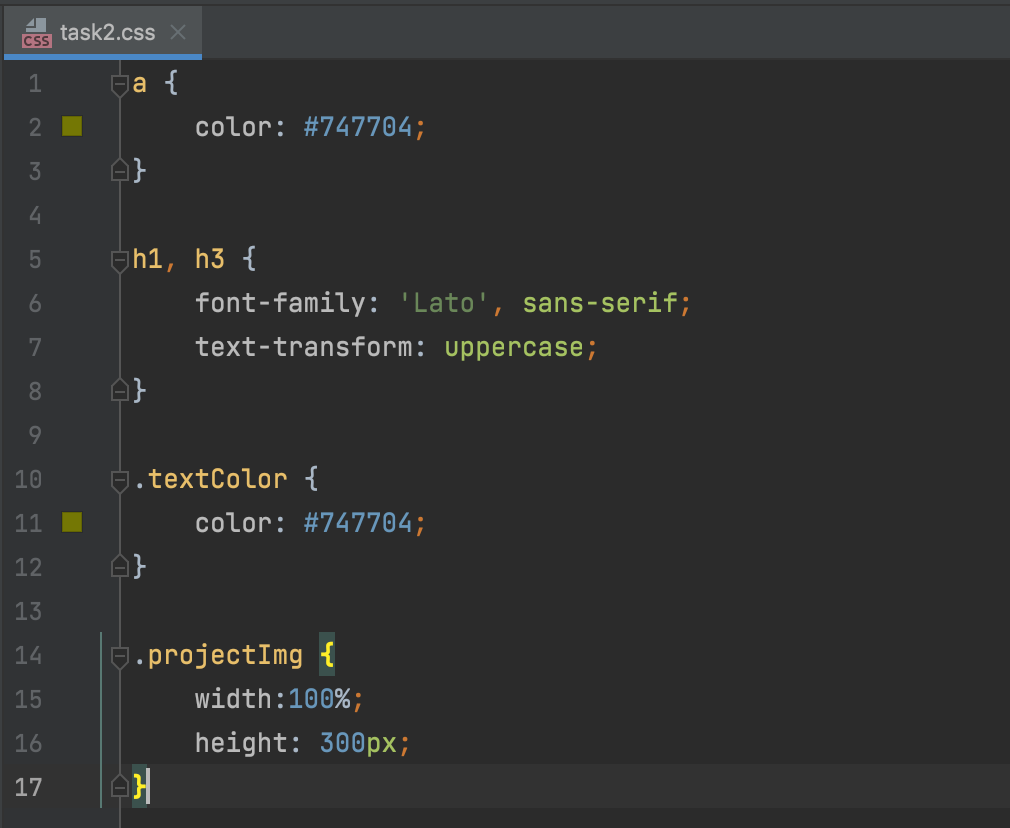 CSS task2.css
1 a {
2     color: #747704;
3 }
4
5 h1, h3 {
6     font-family: 'Lato', sans-serif;
7     text-transform: uppercase;
8 }
9
10 .textColor {
11     color: #747704;
12 }
13
14 .projectImg {
15     width:100%;
16     height: 300px;
17 }